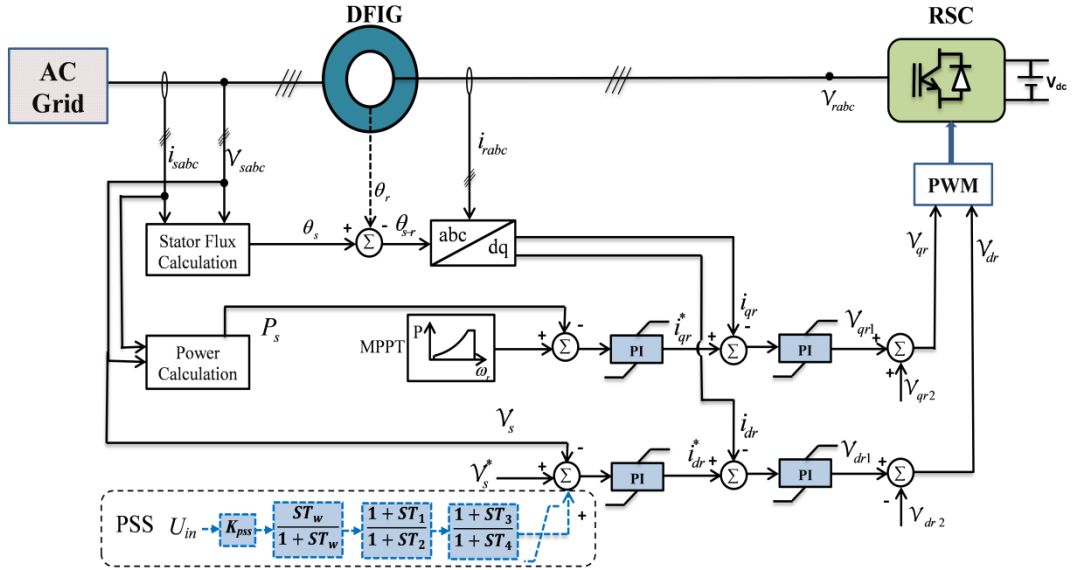 DFIG
RSC
AC
Grid
V_dc
V_rabc
i_sabc
V_sabc
i_rabc
θ_r
PWM
Stator Flux
Calculation
θ_s
+
-
Σ
θ_s-r
abc
dq
V_qr
V_dr
P_s
Power
Calculation
MPPT
P
ω_r
+
-
Σ
PI
i*_qr
+
-
i_qr
Σ
PI
V_qr1
+
Σ
+
V_qr2
V_s
V*_s
+
-
Σ
+
PI
i*_dr
+
-
i_dr
Σ
PI
V_dr1
+
Σ
-
V_dr2
PSS
U_in
K_pss
ST_w
1 + ST_w
1 + ST_1
1 + ST_2
1 + ST_3
1 + ST_4